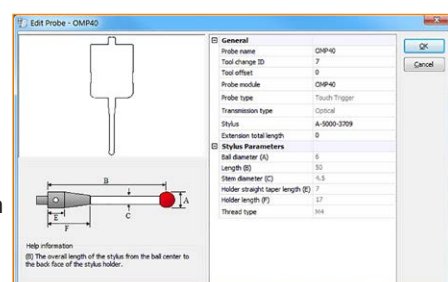 Edit Probe - OMP40
General
Probe name OMP40
Tool change ID 7
Tool offset 0
Probe module OMP40
Probe type Touch Trigger
Transmission type Optical
Stylus A-5000-3709
Extension total length 0
Stylus Parameters
Ball diameter (A) 6
Length (B) 50
Stem diameter (C) 4.5
Holder straight taper length (E) 7
Holder length (F) 17
Thread type M4
OK
Cancel
B
A
C
E
F
Help information
(B) The overall length of the stylus from the ball center to
the back face of the stylus holder.